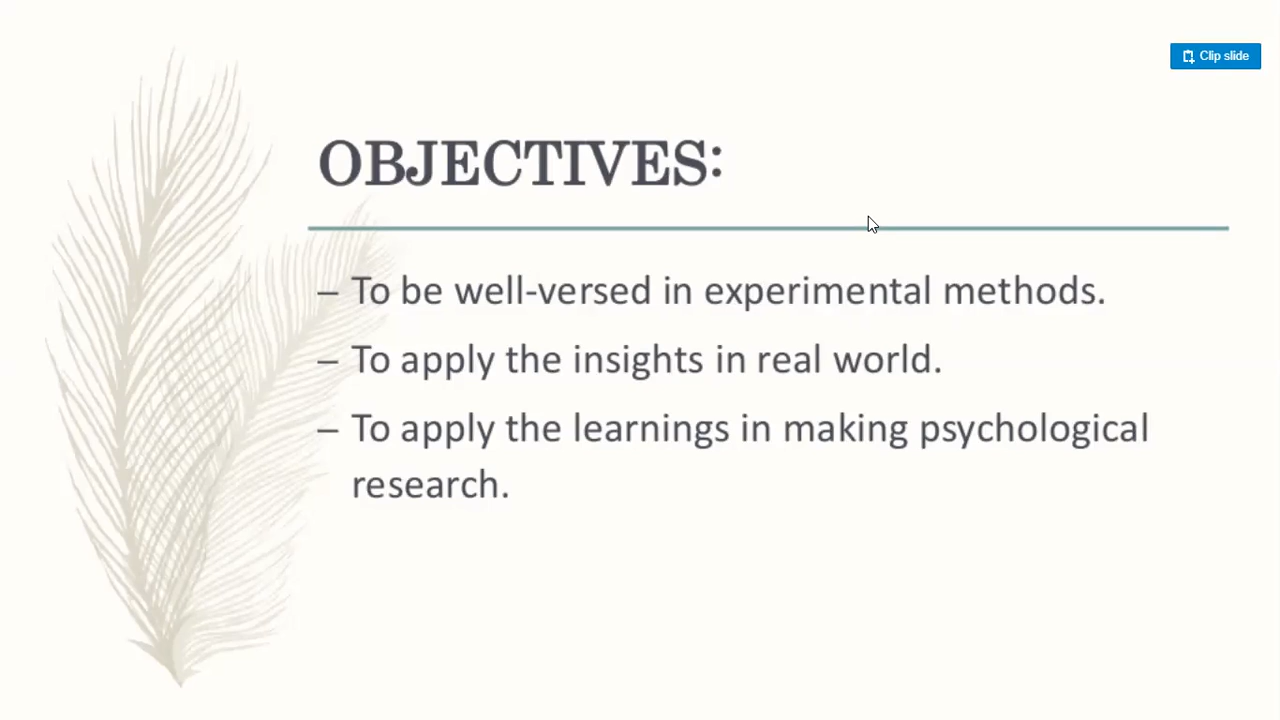 Clip slide
OBJECTIVES:
– To be well-versed in experimental methods.
– To apply the insights in real world.
– To apply the learnings in making psychological
research.